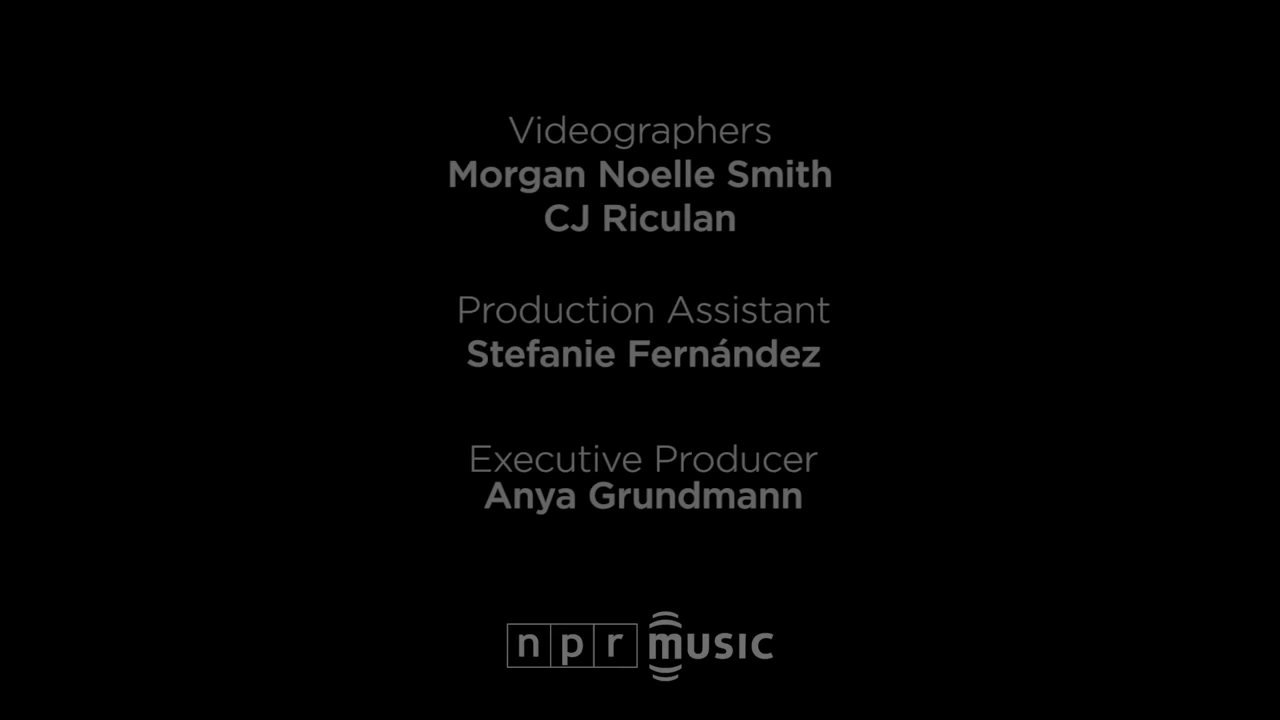 Videographers
Morgan Noelle Smith
CJ Riculan
Production Assistant
Stefanie Fernández
Executive Producer
Anya Grundmann
npr music